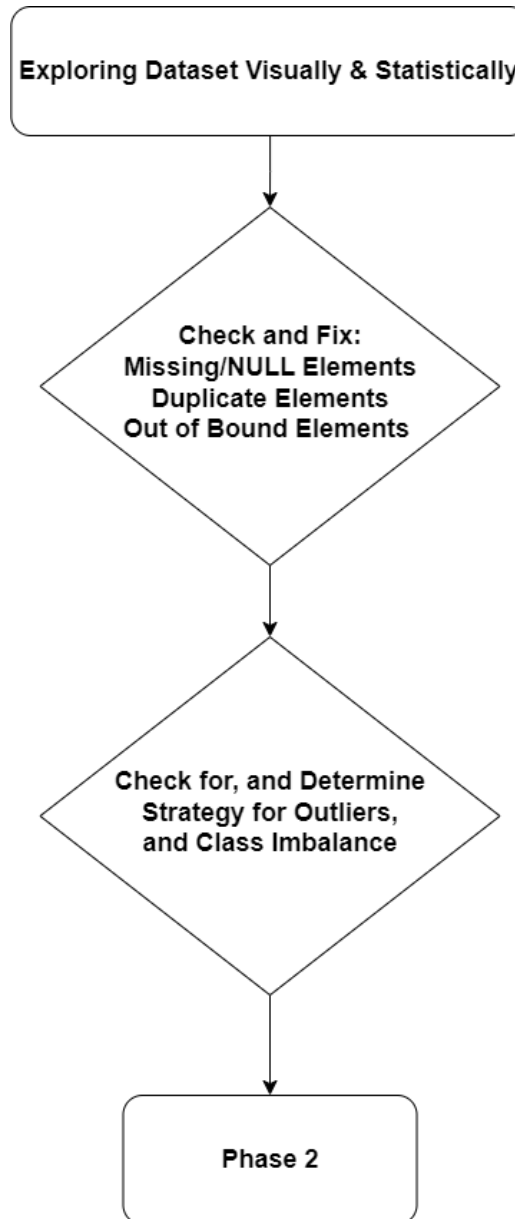 Exploring Dataset Visually & Statistically
Check and Fix:
Missing/NULL Elements
Duplicate Elements
Out of Bound Elements
Check for, and Determine
Strategy for Outliers,
and Class Imbalance
Phase 2